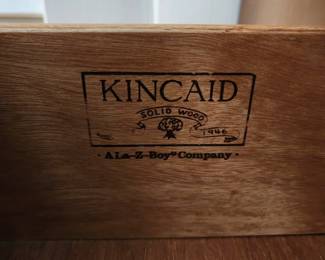 KINCAID
SOLID WOOD
1946
· A La-Z-Boy® Company ·